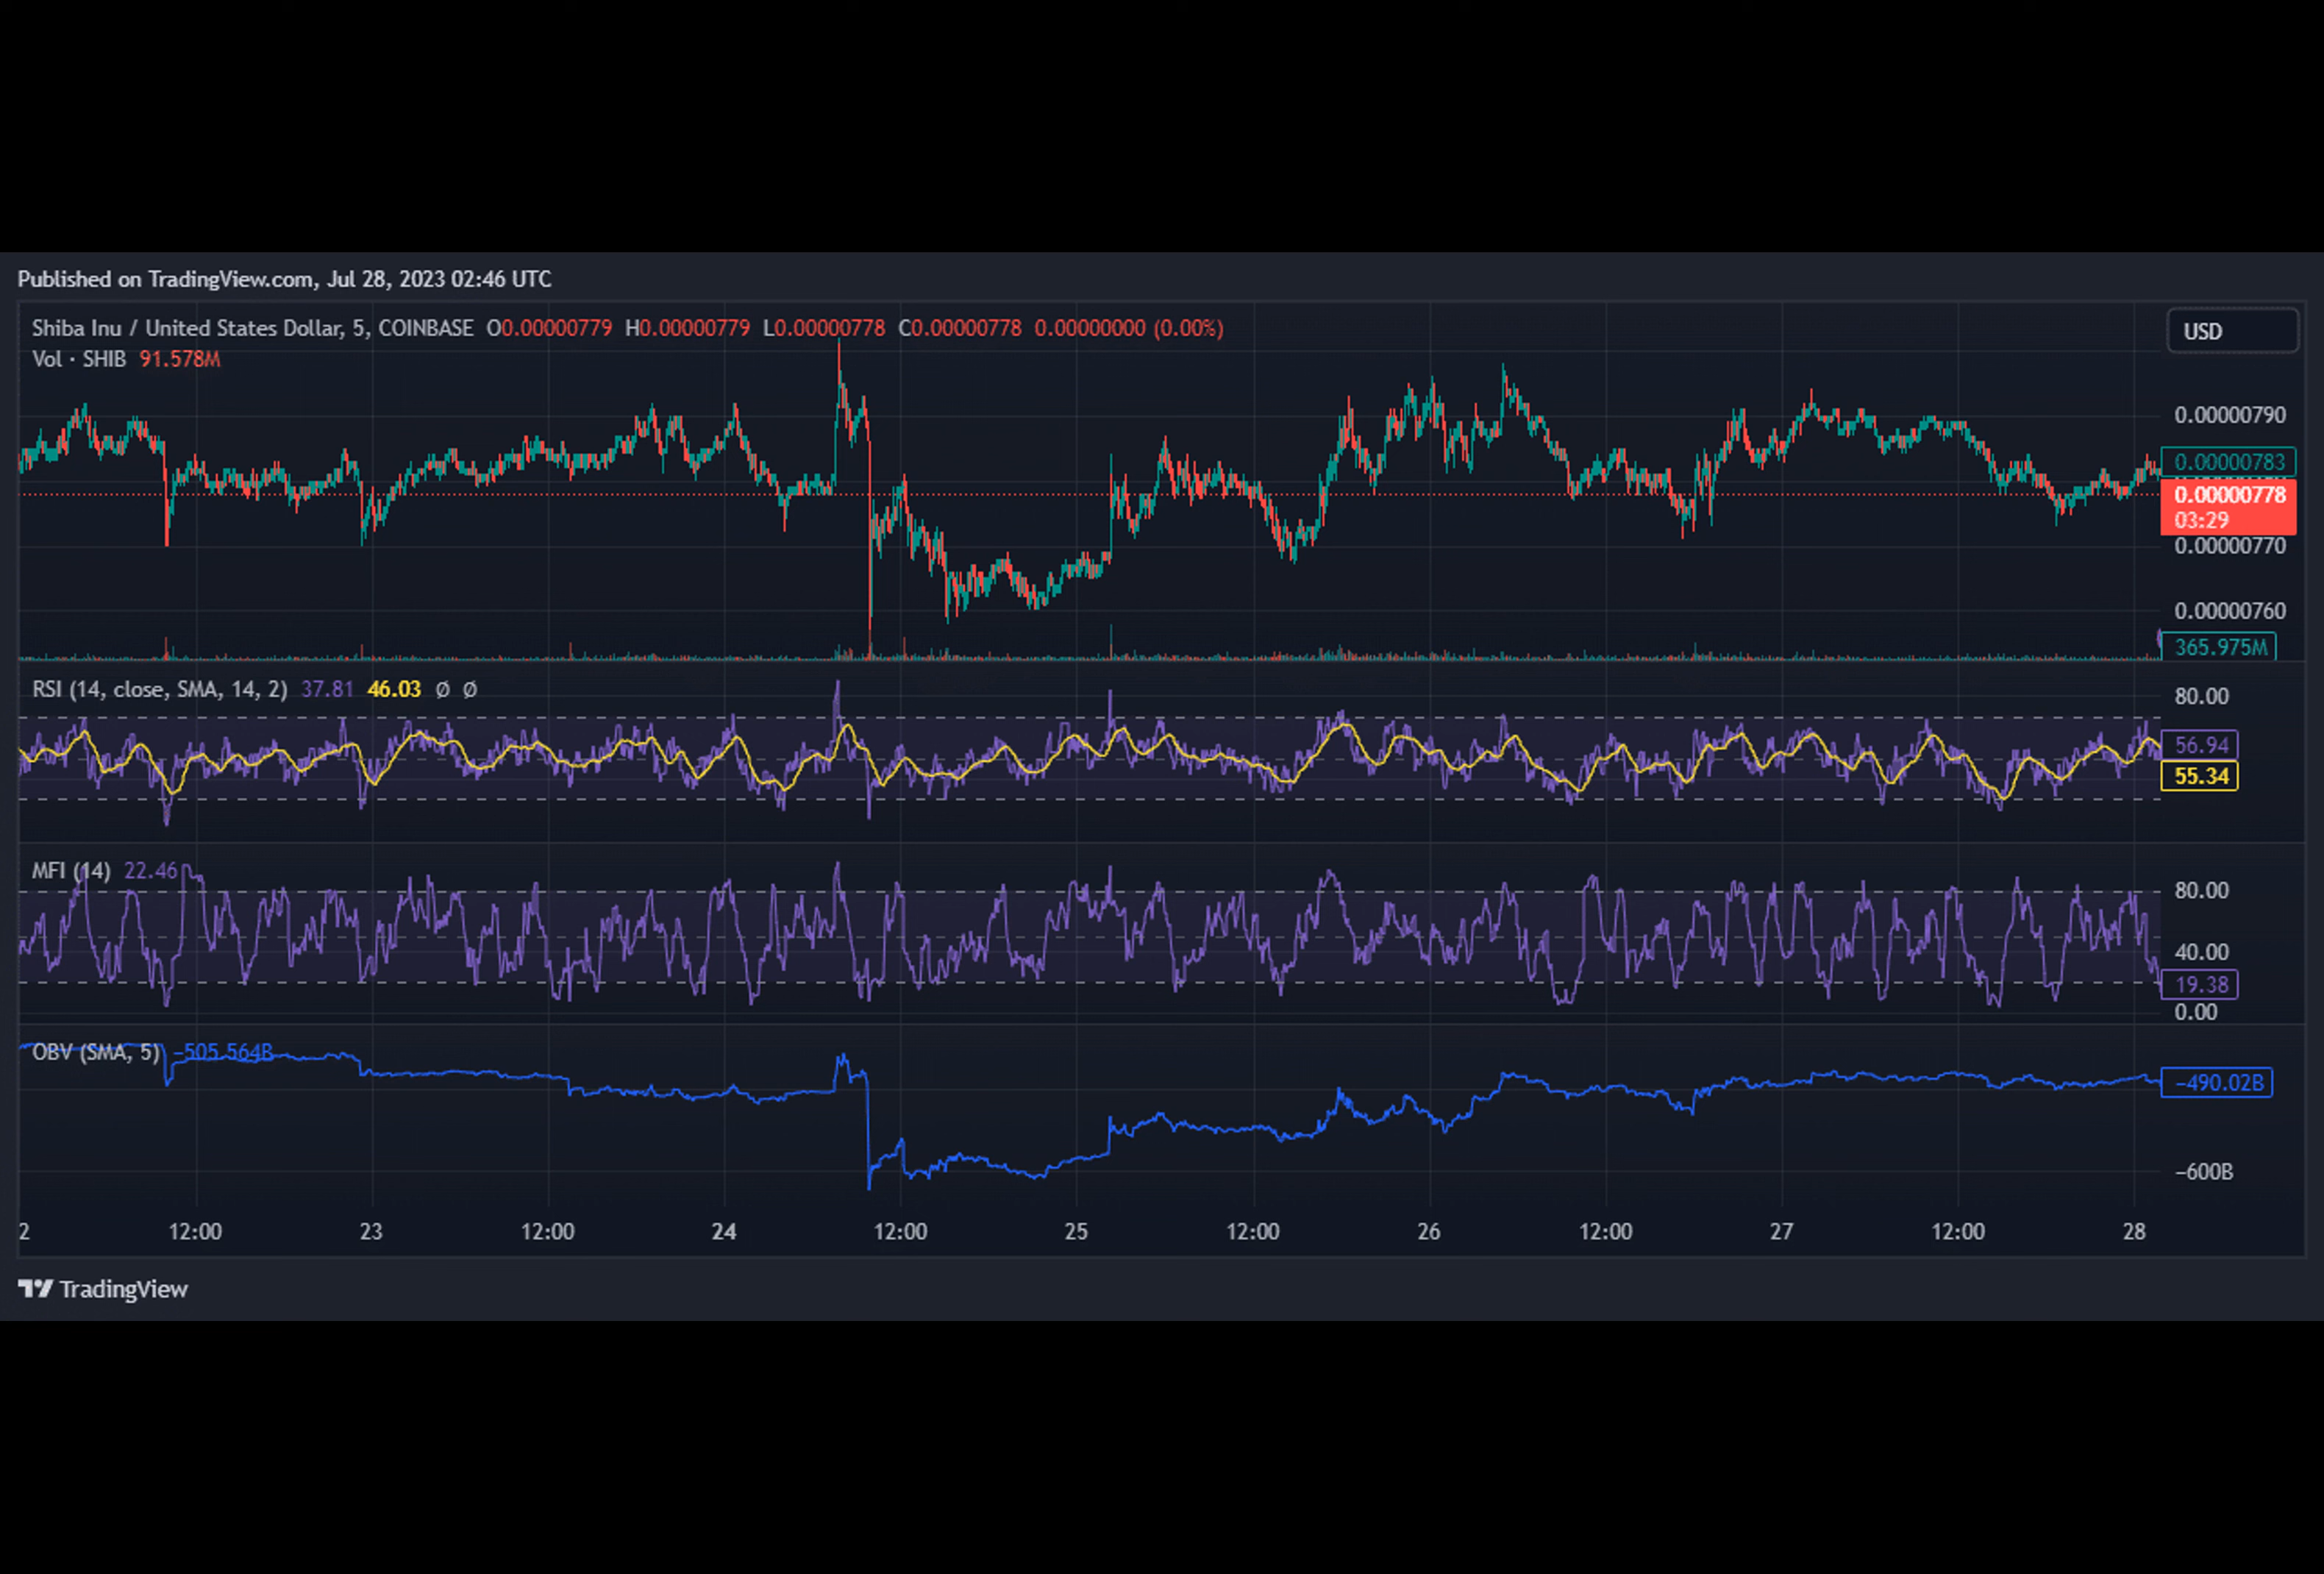 Published on TradingView.com, Jul 28, 2023 02:46 UTC
Shiba Inu / United States Dollar, 5, COINBASE O0.00000779 H0.00000779 L0.00000778 C0.00000778 0.00000000 (0.00%)
USD
Vol · SHIB 91.578M
0.00000790
0.00000783
0.00000778
03:29
0.00000770
0.00000760
365.975M
RSI (14, close, SMA, 14, 2) 37.81 46.03 Ø Ø
80.00
56.94
55.34
MFI (14) 22.46
80.00
40.00
19.38
0.00
OBV (SMA, 5) −505.564B
−490.02B
−600B
2 12:00 23 12:00 24 12:00 25 12:00 26 12:00 27 12:00 28
TradingView